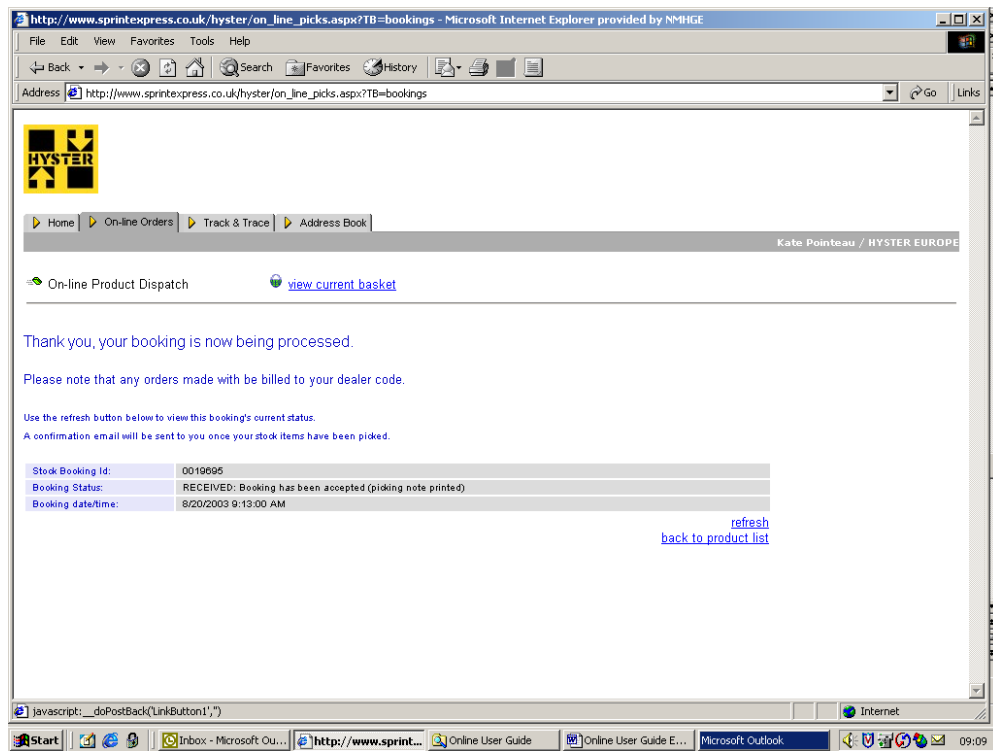 http://www.sprintexpress.co.uk/hyster/on_line_picks.aspx?TB=bookings - Microsoft Internet Explorer provided by NMHGE
File Edit View Favorites Tools Help
Back Search Favorites History
Address http://www.sprintexpress.co.uk/hyster/on_line_picks.aspx?TB=bookings Go Links
HYSTER
Home On-line Orders Track & Trace Address Book
Kate Pointeau / HYSTER EUROPE
On-line Product Dispatch view current basket
Thank you, your booking is now being processed.
Please note that any orders made with be billed to your dealer code.
Use the refresh button below to view this booking's current status.
A confirmation email will be sent to you once your stock items have been picked.
Stock Booking Id: 0019695
Booking Status: RECEIVED: Booking has been accepted (picking note printed)
Booking date/time: 8/20/2003 9:13:00 AM
refresh
back to product list
javascript:__doPostBack('LinkButton1','') Internet
Start Inbox - Microsoft Ou... http://www.sprint... Online User Guide Online User Guide E... Microsoft Outlook 09:09